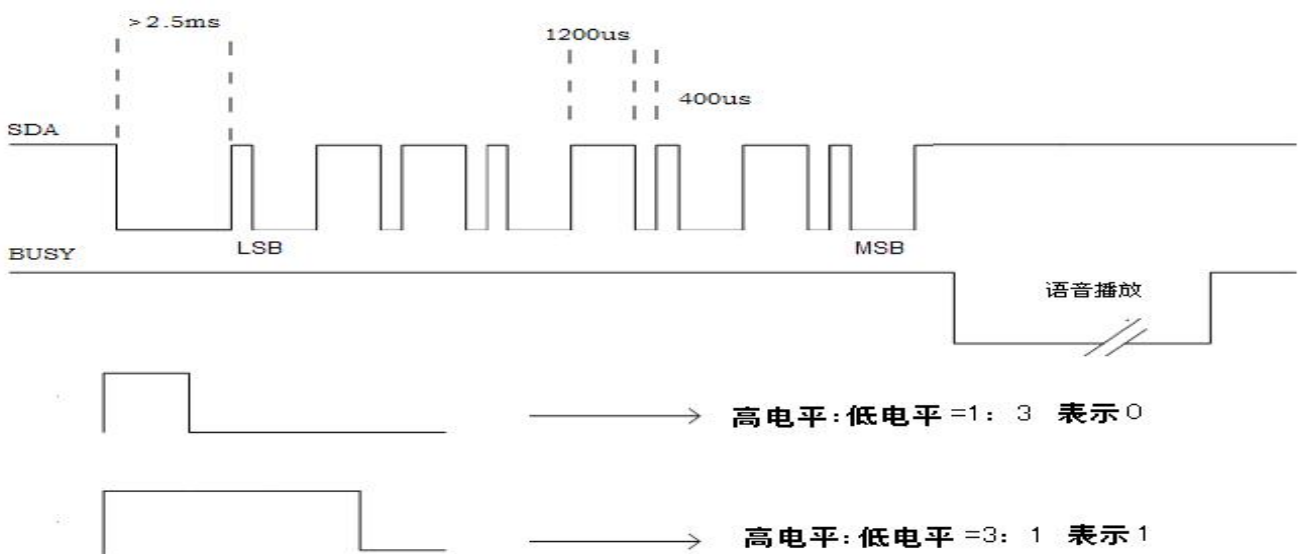 >2.5ms
1200us
400us
SDA
LSB
MSB
BUSY
语音播放
高电平:低电平=1: 3 表示0
高电平:低电平=3: 1 表示1